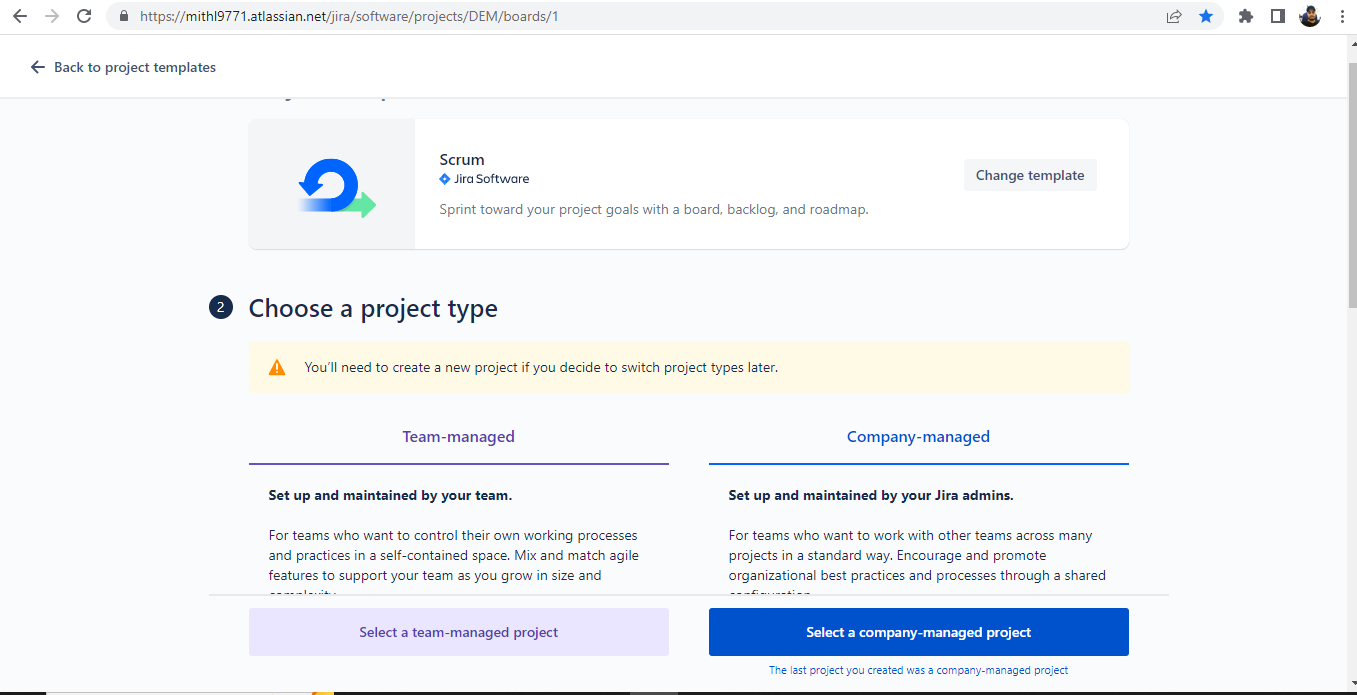 https://mithl9771.atlassian.net/jira/software/projects/DEM/boards/1
Back to project templates
Scrum
Jira Software
Change template
Sprint toward your project goals with a board, backlog, and roadmap.
2 Choose a project type
You'll need to create a new project if you decide to switch project types later.
Team-managed
Set up and maintained by your team.
For teams who want to control their own working processes
and practices in a self-contained space. Mix and match agile
features to support your team as you grow in size and
complexity.
Select a team-managed project
Company-managed
Set up and maintained by your Jira admins.
For teams who want to work with other teams across many
projects in a standard way. Encourage and promote
organizational best practices and processes through a shared
configuration.
Select a company-managed project
The last project you created was a company-managed project